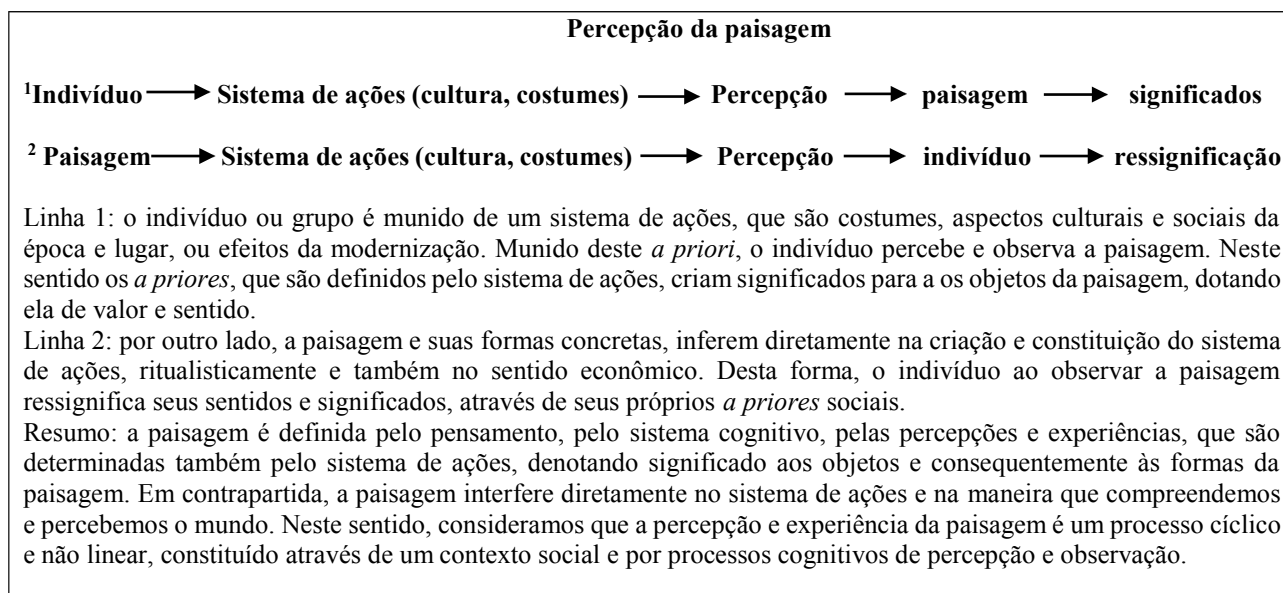 Percepção da paisagem
¹Indivíduo → Sistema de ações (cultura, costumes) → Percepção → paisagem → significados
² Paisagem → Sistema de ações (cultura, costumes) → Percepção → indivíduo → ressignificação
Linha 1: o indivíduo ou grupo é munido de um sistema de ações, que são costumes, aspectos culturais e sociais da
época e lugar, ou efeitos da modernização. Munido deste a priori, o indivíduo percebe e observa a paisagem. Neste
sentido os a priores, que são definidos pelo sistema de ações, criam significados para a os objetos da paisagem, dotando
ela de valor e sentido.
Linha 2: por outro lado, a paisagem e suas formas concretas, inferem diretamente na criação e constituição do sistema
de ações, ritualisticamente e também no sentido econômico. Desta forma, o indivíduo ao observar a paisagem
ressignifica seus sentidos e significados, através de seus próprios a priores sociais.
Resumo: a paisagem é definida pelo pensamento, pelo sistema cognitivo, pelas percepções e experiências, que são
determinadas também pelo sistema de ações, denotando significado aos objetos e consequentemente às formas da
paisagem. Em contrapartida, a paisagem interfere diretamente no sistema de ações e na maneira que compreendemos
e percebemos o mundo. Neste sentido, consideramos que a percepção e experiência da paisagem é um processo cíclico
e não linear, constituído através de um contexto social e por processos cognitivos de percepção e observação.